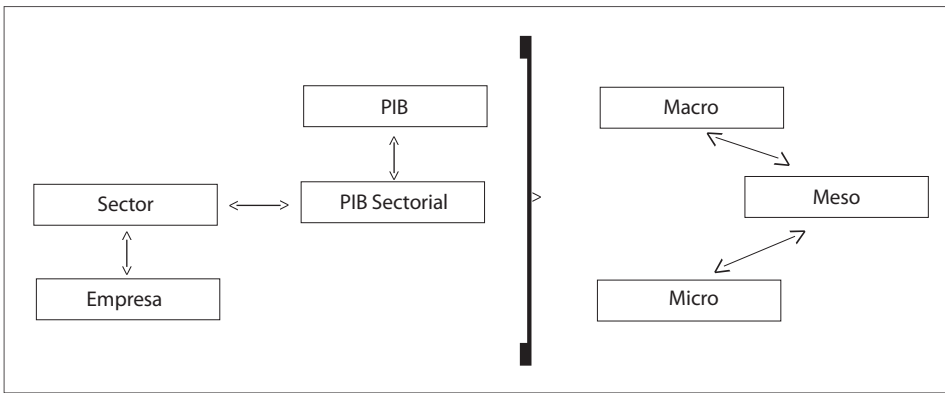 PIB
Sector
PIB Sectorial
Empresa
Macro
Meso
Micro